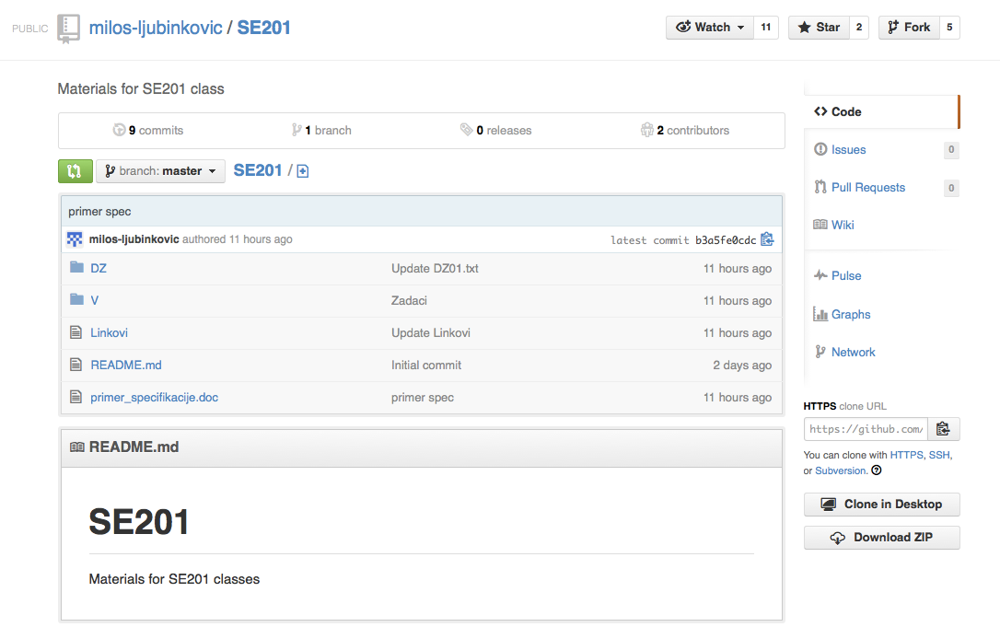 PUBLIC milos-ljubinkovic / SE201 Watch 11 Star 2 Fork 5
Materials for SE201 class
9 commits 1 branch 0 releases 2 contributors
branch: master SE201 /
primer spec
milos-ljubinkovic authored 11 hours ago latest commit b3a5fe0cdc
DZ Update DZ01.txt 11 hours ago
V Zadaci 11 hours ago
Linkovi Update Linkovi 11 hours ago
README.md Initial commit 2 days ago
primer_specifikacije.doc primer spec 11 hours ago
README.md
SE201
Materials for SE201 classes
Code
Issues 0
Pull Requests 0
Wiki
Pulse
Graphs
Network
HTTPS clone URL
https://github.com/
You can clone with HTTPS, SSH,
or Subversion.
Clone in Desktop
Download ZIP